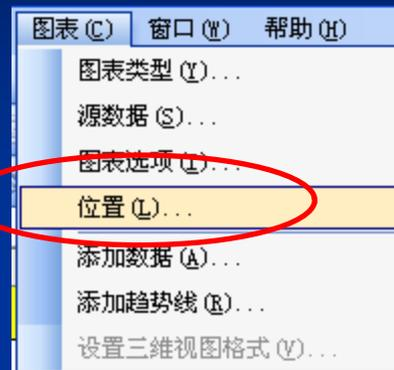 图表(C) 窗口(W) 帮助(H)
图表类型(Y)...
源数据(S)...
图表选项(I)...
位置(L)...
添加数据(A)...
添加趋势线(R)...
设置三维视图格式(V)...